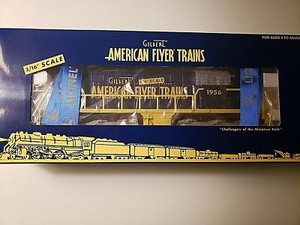 GILBERT
AMERICAN FLYER TRAINS
FOR AGES 8 TO ADULT
3/16" SCALE
LIONEL
AMERICAN FLYER TRAINS
1956
"Challengers of the Miniature Rails"